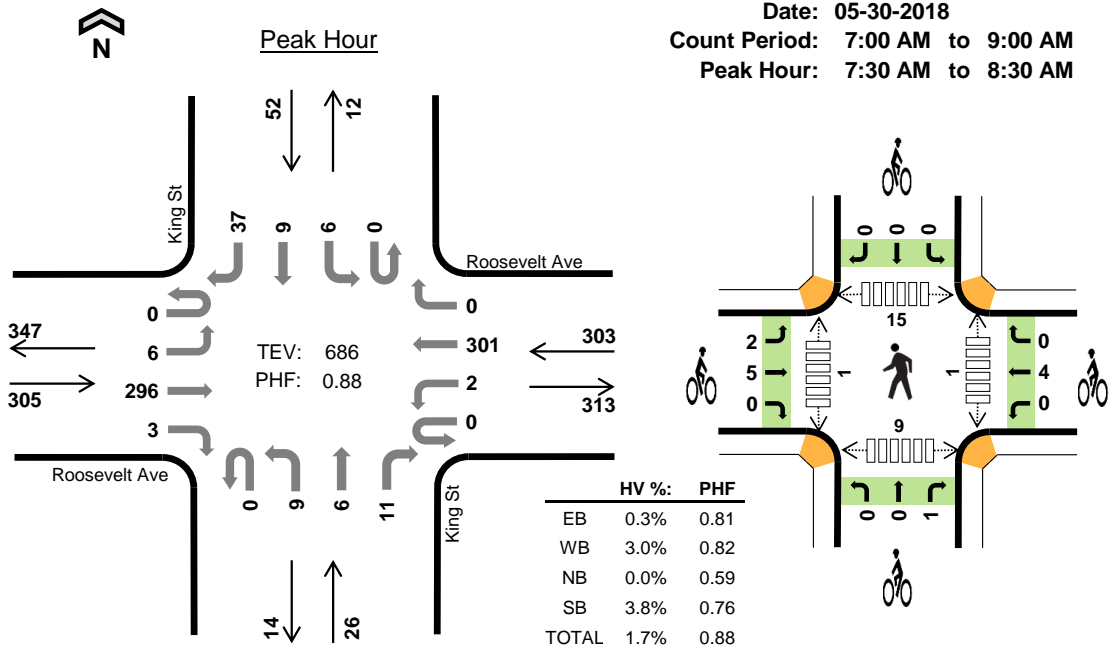 N
Peak Hour
Date: 05-30-2018
Count Period: 7:00 AM to 9:00 AM
Peak Hour: 7:30 AM to 8:30 AM
52
12
King St
37
9
6
0
Roosevelt Ave
0
6
296
3
347
305
TEV: 686
PHF: 0.88
0
301
2
0
303
313
Roosevelt Ave
0
9
6
11
King St
14
26
HV %: PHF
EB 0.3% 0.81
WB 3.0% 0.82
NB 0.0% 0.59
SB 3.8% 0.76
TOTAL 1.7% 0.88
0 0 0
15
2
5
0
1
1
0
4
0
9
0 0 1